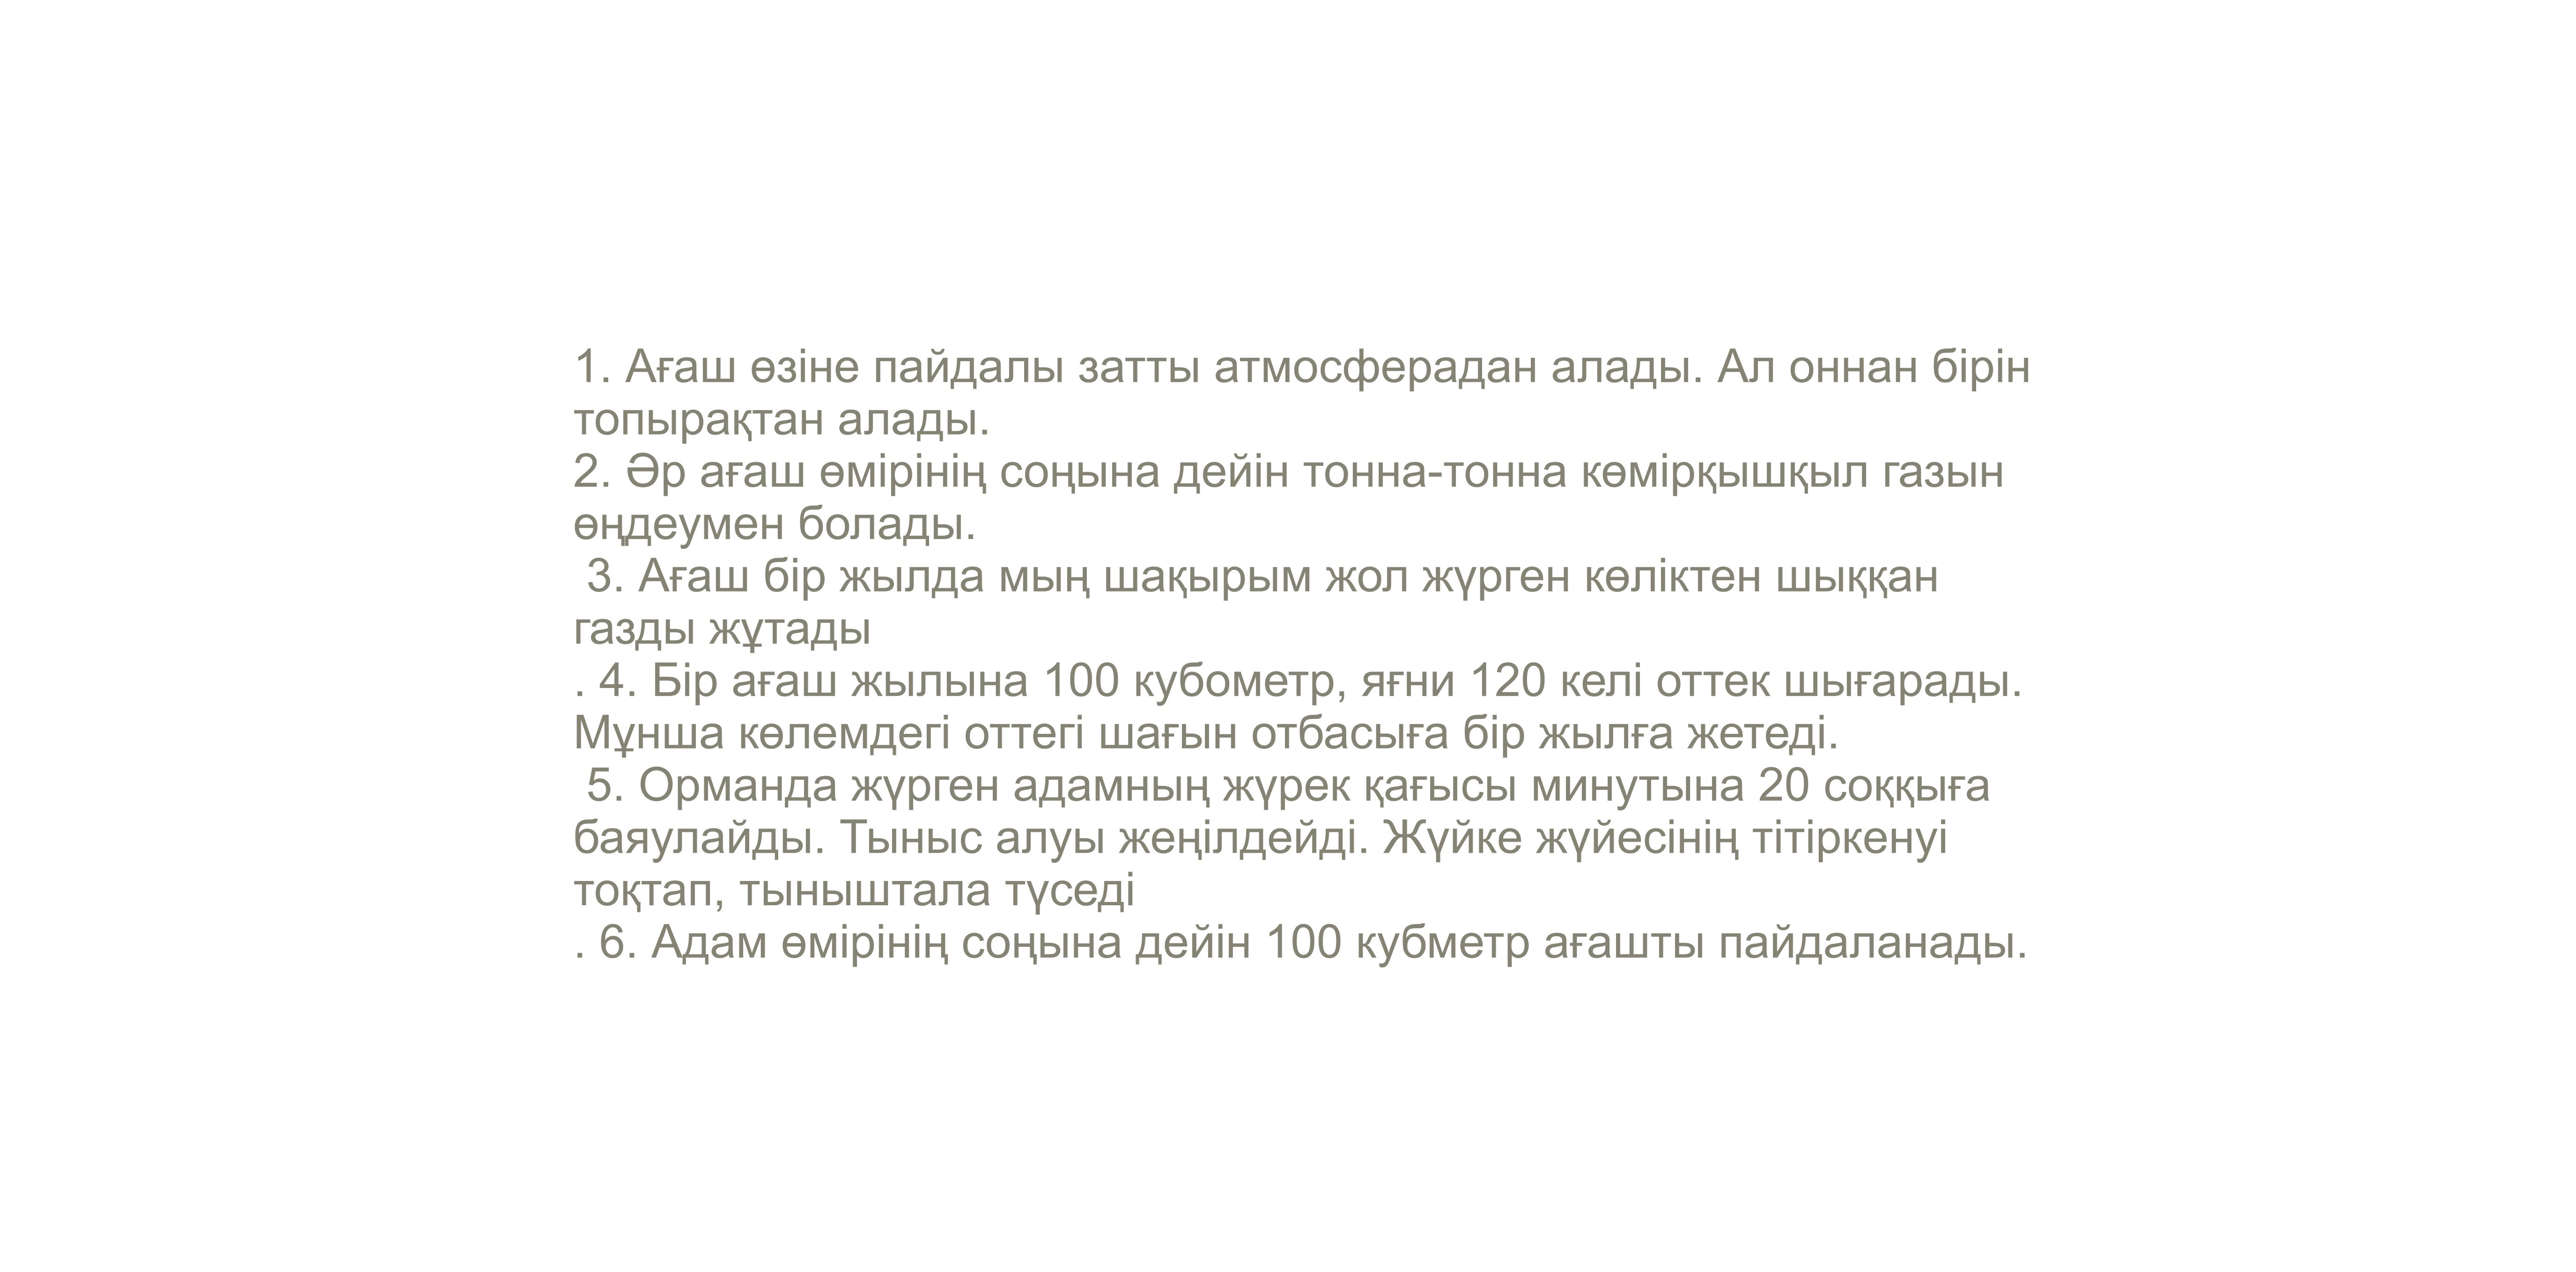 1. Ағаш өзіне пайдалы затты атмосферадан алады. Ал оннан бірін
топырақтан алады.
2. Әр ағаш өмірінің соңына дейін тонна-тонна көмірқышқыл газын
өңдеумен болады.
3. Ағаш бір жылда мың шақырым жол жүрген көліктен шыққан
газды жұтады
. 4. Бір ағаш жылына 100 кубометр, яғни 120 келі оттек шығарады.
Мұнша көлемдегі оттегі шағын отбасыға бір жылға жетеді.
5. Орманда жүрген адамның жүрек қағысы минутына 20 соққыға
баяулайды. Тыныс алуы жеңілдейді. Жүйке жүйесінің тітіркенуі
тоқтап, тыныштала түседі
. 6. Адам өмірінің соңына дейін 100 кубметр ағашты пайдаланады.